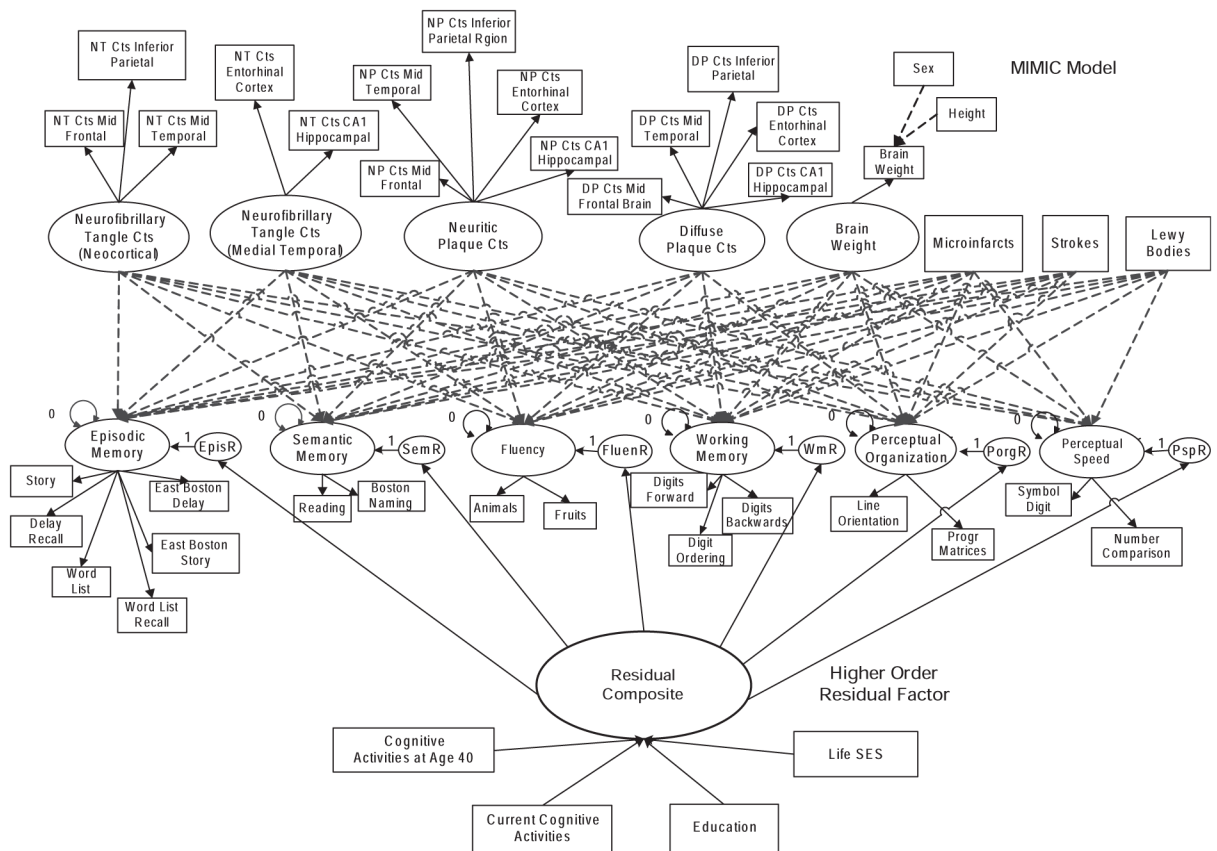 NT Cts Inferior
Parietal
NT Cts
Entorhinal
Cortex
NP Cts Inferior
Parietal Rgion
NP Cts Mid
Temporal
NP Cts
Entorhinal
Cortex
DP Cts Inferior
Parietal
Sex
MIMIC Model
NT Cts Mid
Frontal
NT Cts Mid
Temporal
NT Cts CA1
Hippocampal
NP Cts Mid
Frontal
NP Cts CA1
Hippocampal
DP Cts Mid
Temporal
DP Cts
Entorhinal
Cortex
Height
DP Cts Mid
Frontal Brain
DP Cts CA1
Hippocampal
Brain
Weight
Neurofibrillary
Tangle Cts
(Neocortical)
Neurofibrillary
Tangle Cts
(Medial Temporal)
Neuritic
Plaque Cts
Diffuse
Plaque Cts
Brain
Weight
Microinfarcts
Strokes
Lewy
Bodies
0
Episodic
Memory
1
EpisR
0
Semantic
Memory
1
SemR
0
Fluency
1
FluenR
0
Working
Memory
1
WmR
0
Perceptual
Organization
1
PorgR
0
Perceptual
Speed
1
PspR
Story
East Boston
Delay
Delay
Recall
East Boston
Story
Word
List
Word List
Recall
Reading
Boston
Naming
Animals
Fruits
Digits
Forward
Digits
Backwards
Digit
Ordering
Line
Orientation
Progr
Matrices
Symbol
Digit
Number
Comparison
Residual
Composite
Higher Order
Residual Factor
Cognitive
Activities at Age 40
Life SES
Current Cognitive
Activities
Education